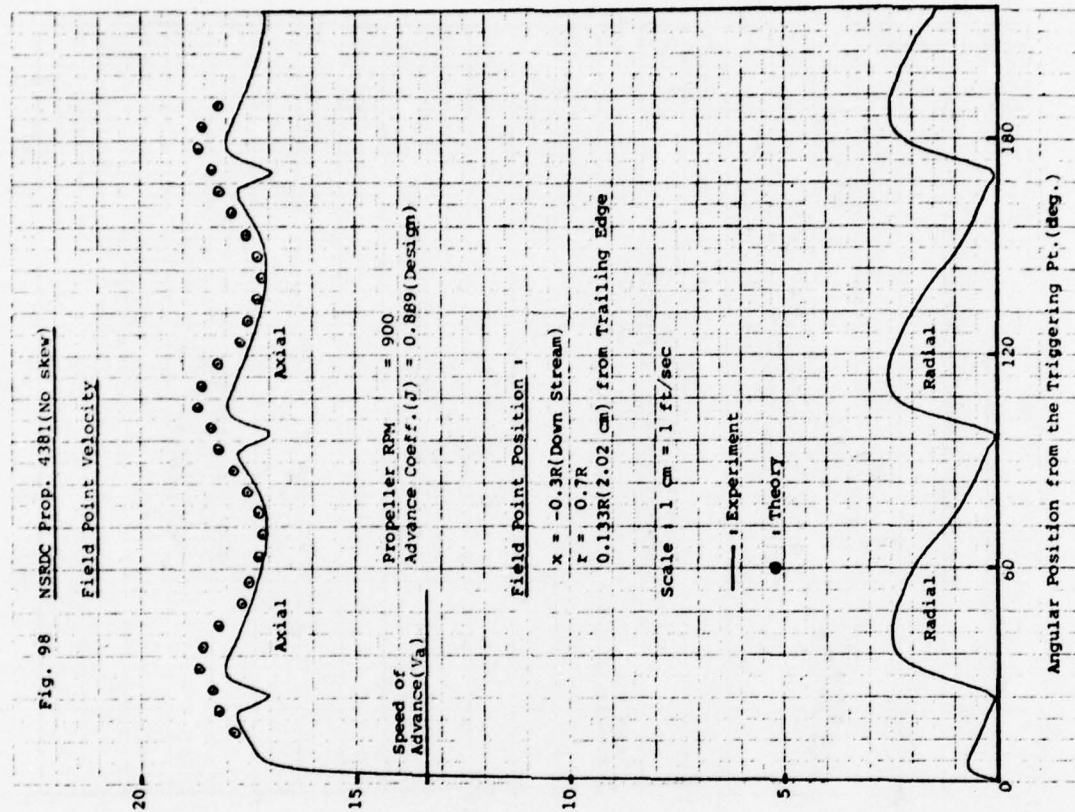 Fig. 98 NSRDC Prop. 4381(No skew)
Field Point Velocity
20
15
10
5
0
Axial
Axial
Speed of
Advance(Va)
Propeller RPM = 900
Advance Coeff.(J) = 0.889(Design)
Field Point Position :
x = -0.3R(Down Stream)
r = 0.7R
0.133R(2.02 cm) from Trailing Edge
Scale : 1 cm = 1 ft/sec
: Experiment
: Theory
Radial
Radial
60
120
180
Angular Position from the Triggering Pt.(deg.)